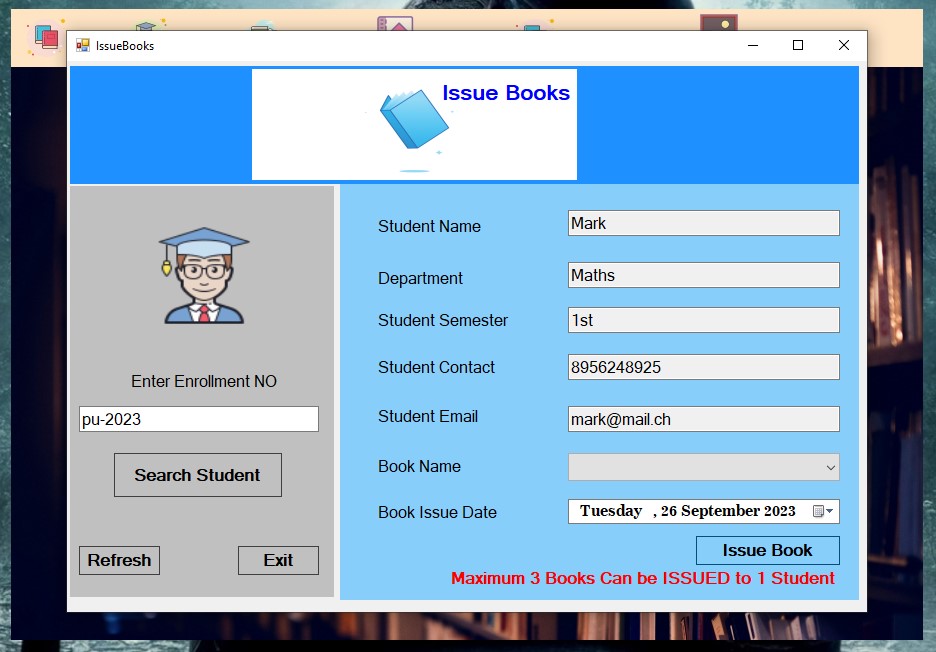 IssueBooks
Issue Books
Student Name
Mark
Department
Maths
Student Semester
1st
Student Contact
8956248925
Student Email
mark@mail.ch
Book Name
Book Issue Date
Tuesday , 26 September 2023
Issue Book
Maximum 3 Books Can be ISSUED to 1 Student
Enter Enrollment NO
pu-2023
Search Student
Refresh
Exit